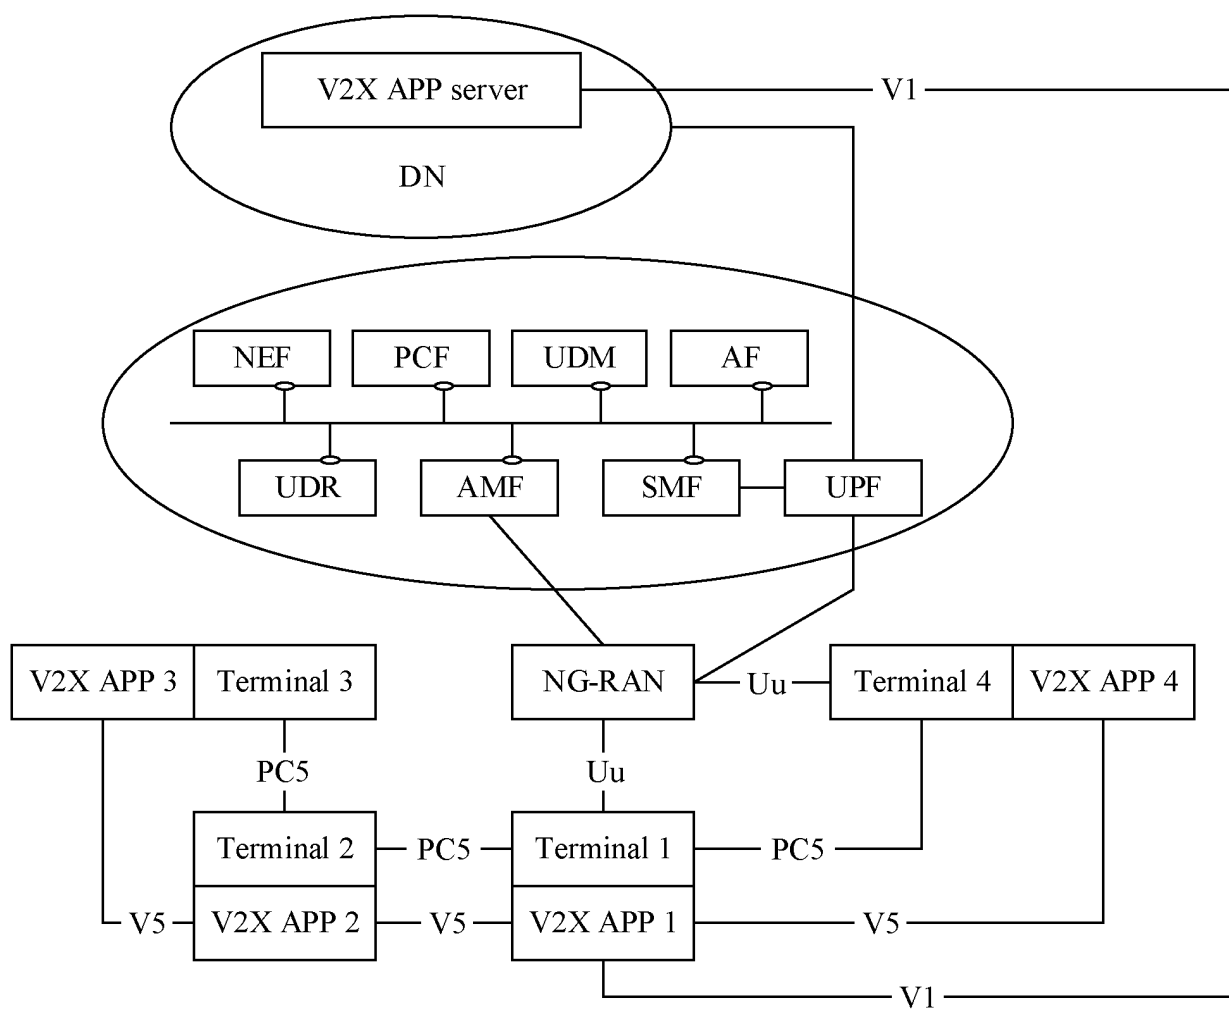 V2X APP server
V1
DN
NEF
PCF
UDM
AF
UDR
AMF
SMF
UPF
V2X APP 3
Terminal 3
NG-RAN
Uu
Terminal 4
V2X APP 4
PC5
Uu
Terminal 2
PC5
Terminal 1
PC5
V5
V2X APP 2
V5
V2X APP 1
V5
V1